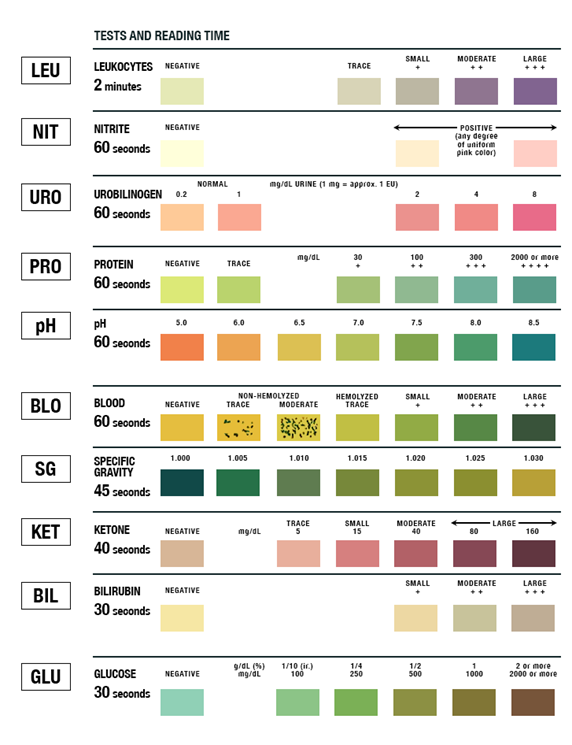 TESTS AND READING TIME
LEU
LEUKOCYTES
2 minutes
NEGATIVE
TRACE
SMALL
+
MODERATE
+ +
LARGE
+ + +
NIT
NITRITE
60 seconds
NEGATIVE
POSITIVE
(any degree
of uniform
pink color)
URO
UROBILINOGEN
60 seconds
NORMAL
0.2
1
mg/dL URINE (1 mg = approx. 1 EU)
2
4
8
PRO
PROTEIN
60 seconds
NEGATIVE
TRACE
mg/dL
30
+
100
+ +
300
+ + +
2000 or more
+ + + +
pH
pH
60 seconds
5.0
6.0
6.5
7.0
7.5
8.0
8.5
BLO
BLOOD
60 seconds
NEGATIVE
NON-HEMOLYZED
TRACE
MODERATE
HEMOLYZED
TRACE
SMALL
+
MODERATE
+ +
LARGE
+ + +
SG
SPECIFIC
GRAVITY
45 seconds
1.000
1.005
1.010
1.015
1.020
1.025
1.030
KET
KETONE
40 seconds
NEGATIVE
mg/dL
TRACE
5
SMALL
15
MODERATE
40
LARGE
80
160
BIL
BILIRUBIN
30 seconds
NEGATIVE
SMALL
+
MODERATE
+ +
LARGE
+ + +
GLU
GLUCOSE
30 seconds
NEGATIVE
g/dL (%)
mg/dL
1/10 (ir.)
100
1/4
250
1/2
500
1
1000
2 or more
2000 or more